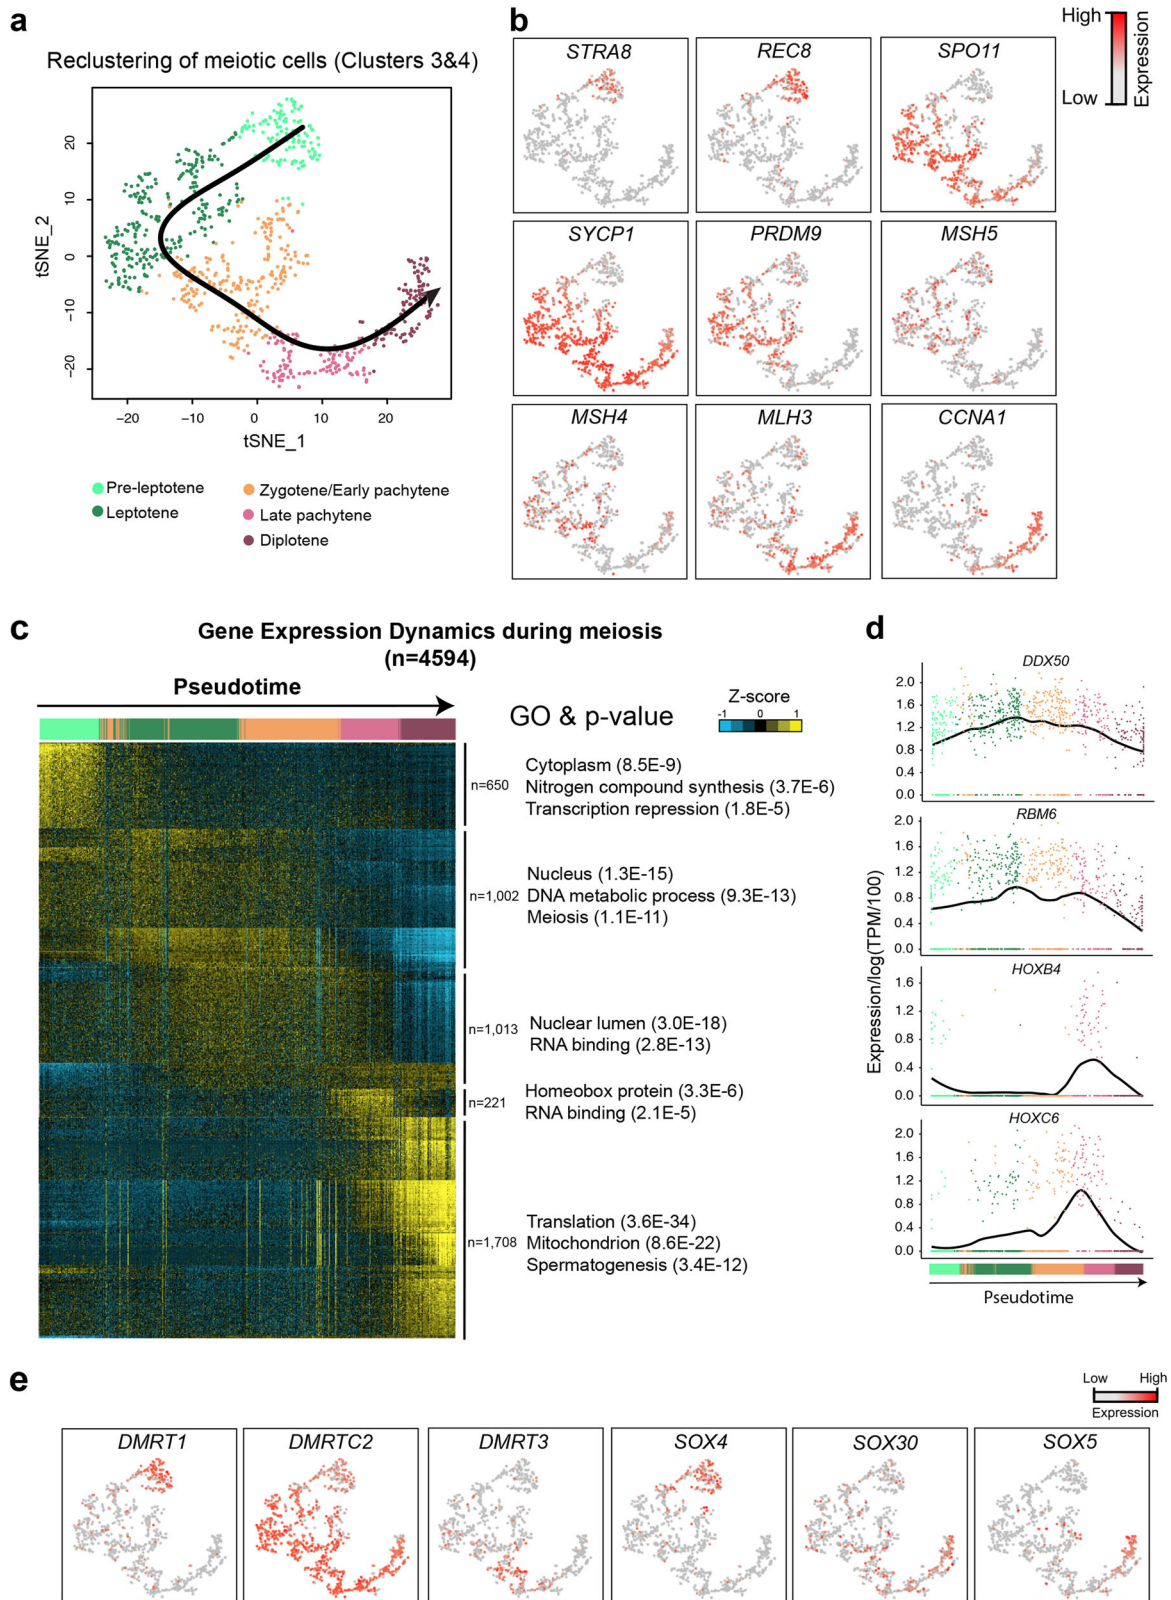 a
Reclustering of meiotic cells (Clusters 3&4)
tSNE_2
20
10
0
−10
−20
−20
−10
0
10
20
tSNE_1
Pre-leptotene
Leptotene
Zygotene/Early pachytene
Late pachytene
Diplotene
b
High
Low
Expression
STRA8
REC8
SPO11
SYCP1
PRDM9
MSH5
MSH4
MLH3
CCNA1
c
Gene Expression Dynamics during meiosis
(n=4594)
Pseudotime
GO & p-value
Z-score
-1
0
1
n=650
Cytoplasm (8.5E-9)
Nitrogen compound synthesis (3.7E-6)
Transcription repression (1.8E-5)
n=1,002
Nucleus (1.3E-15)
DNA metabolic process (9.3E-13)
Meiosis (1.1E-11)
n=1,013
Nuclear lumen (3.0E-18)
RNA binding (2.8E-13)
n=221
Homeobox protein (3.3E-6)
RNA binding (2.1E-5)
n=1,708
Translation (3.6E-34)
Mitochondrion (8.6E-22)
Spermatogenesis (3.4E-12)
d
Expression/log(TPM/100)
DDX50
2.0
1.6
1.2
0.8
0.4
0.0
RBM6
2.0
1.6
1.2
0.8
0.4
0.0
HOXB4
1.6
1.2
0.8
0.4
0.0
HOXC6
2.0
1.6
1.2
0.8
0.4
0.0
Pseudotime
e
Low High
Expression
DMRT1
DMRTC2
DMRT3
SOX4
SOX30
SOX5